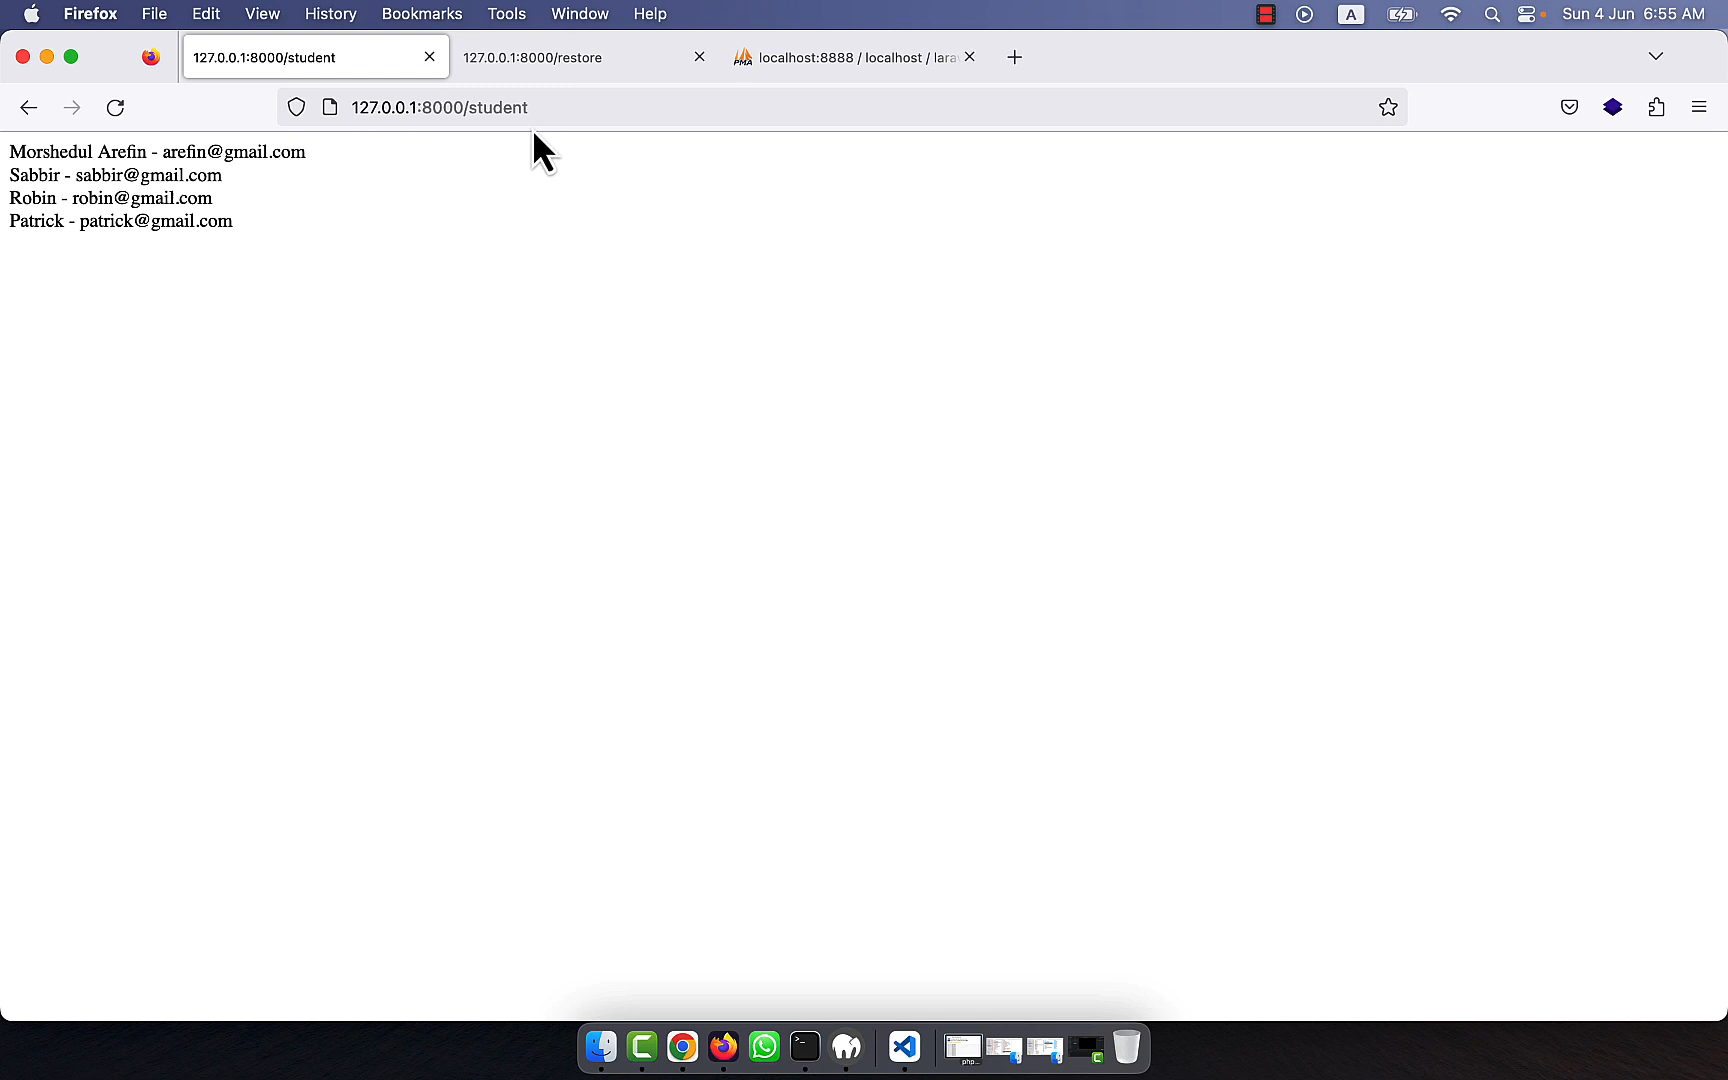 Firefox File Edit View History Bookmarks Tools Window Help A Sun 4 Jun 6:55 AM
127.0.0.1:8000/student 127.0.0.1:8000/restore PMA localhost:8888 / localhost / lara
127.0.0.1:8000/student
Morshedul Arefin - arefin@gmail.com
Sabbir - sabbir@gmail.com
Robin - robin@gmail.com
Patrick - patrick@gmail.com
php...